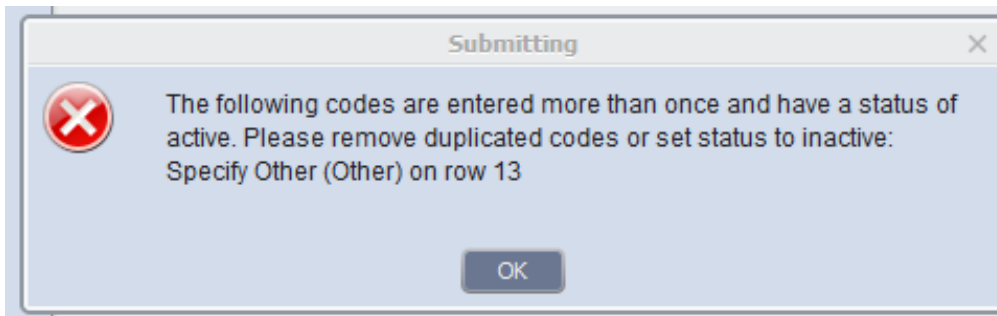 Submitting
The following codes are entered more than once and have a status of
active. Please remove duplicated codes or set status to inactive:
Specify Other (Other) on row 13
OK